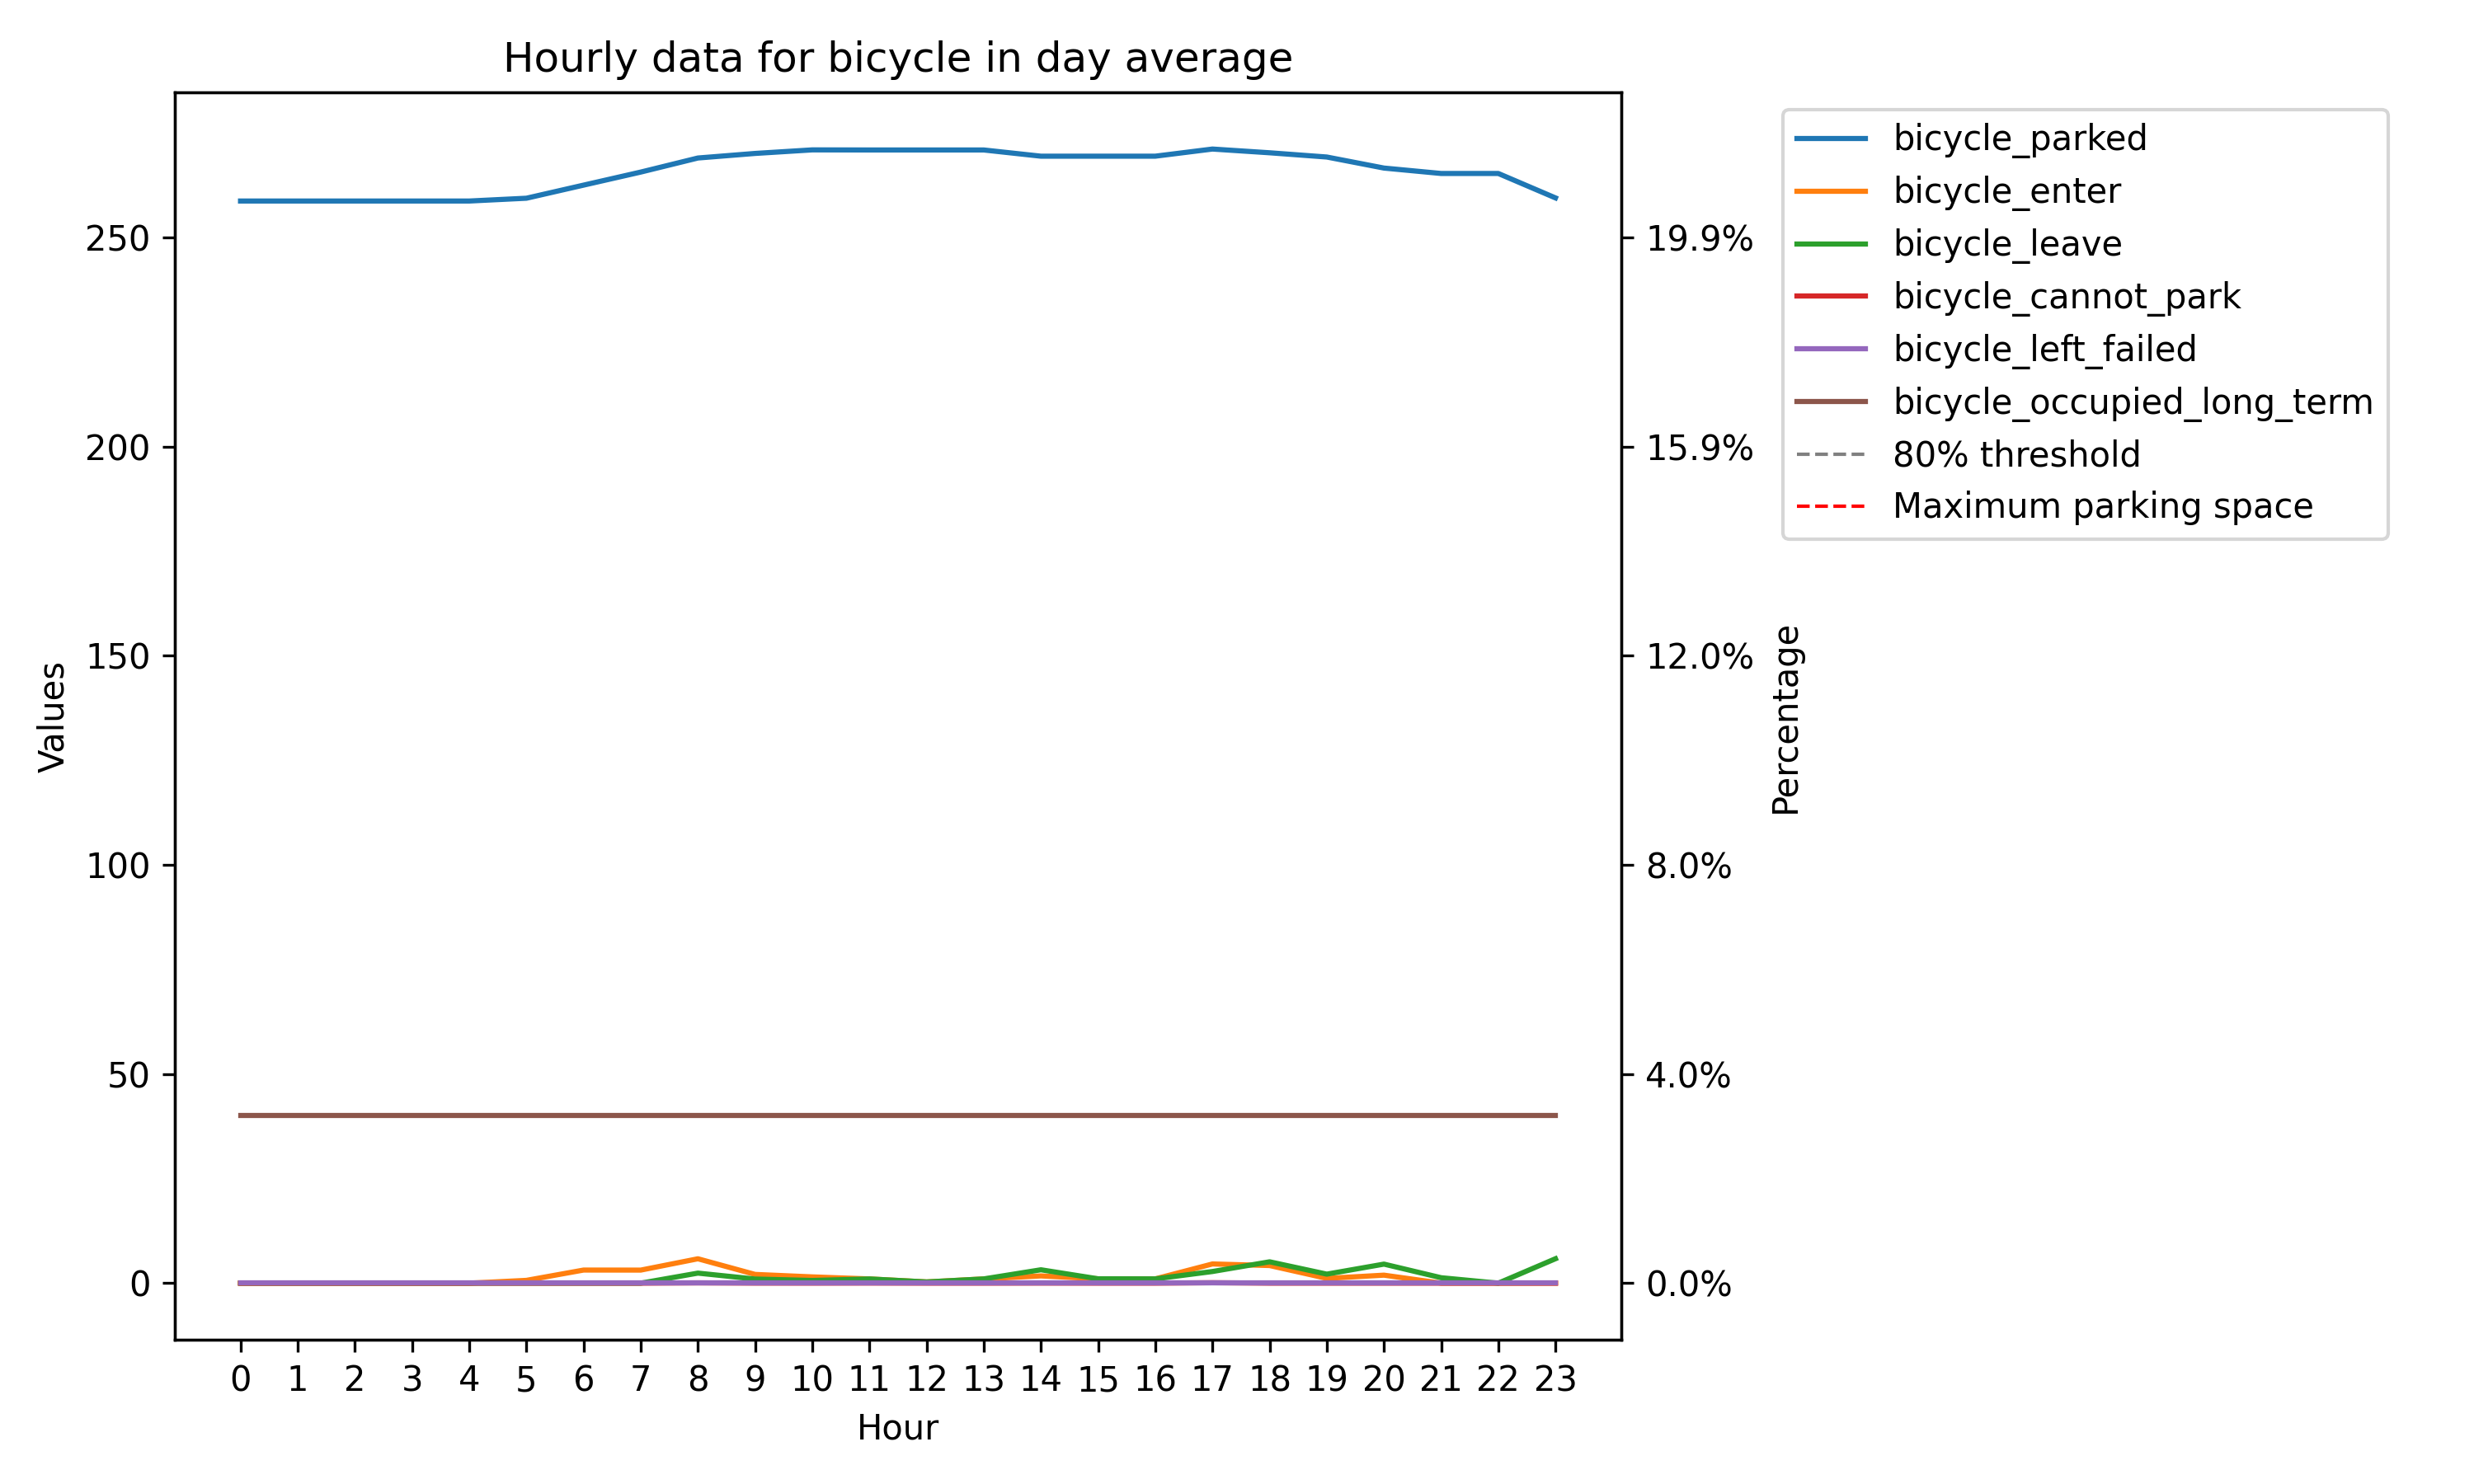 Hourly data for bicycle in day average
bicycle_parked
bicycle_enter
bicycle_leave
bicycle_cannot_park
bicycle_left_failed
bicycle_occupied_long_term
80% threshold
Maximum parking space
Values
250
200
150
100
50
0
19.9%
15.9%
12.0%
8.0%
4.0%
0.0%
Percentage
0 1 2 3 4 5 6 7 8 9 10 11 12 13 14 15 16 17 18 19 20 21 22 23
Hour